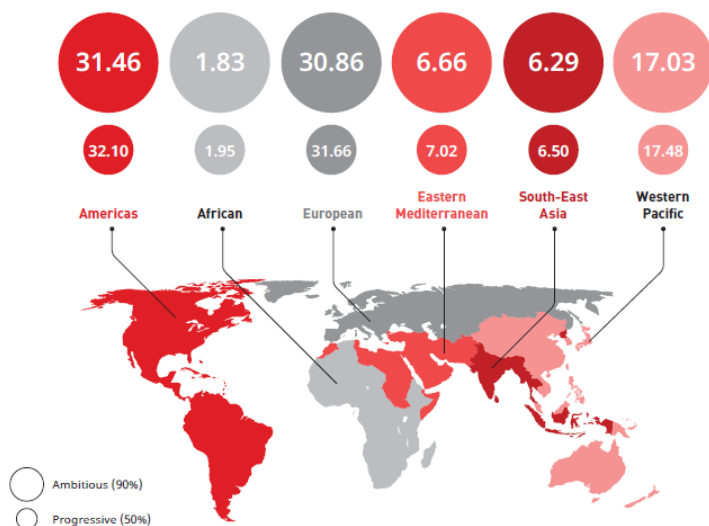 31.46 1.83 30.86 6.66 6.29 17.03
32.10 1.95 31.66 7.02 6.50 17.48
Americas African European Eastern Mediterranean South-East Asia Western Pacific
Ambitious (90%)
Progressive (50%)